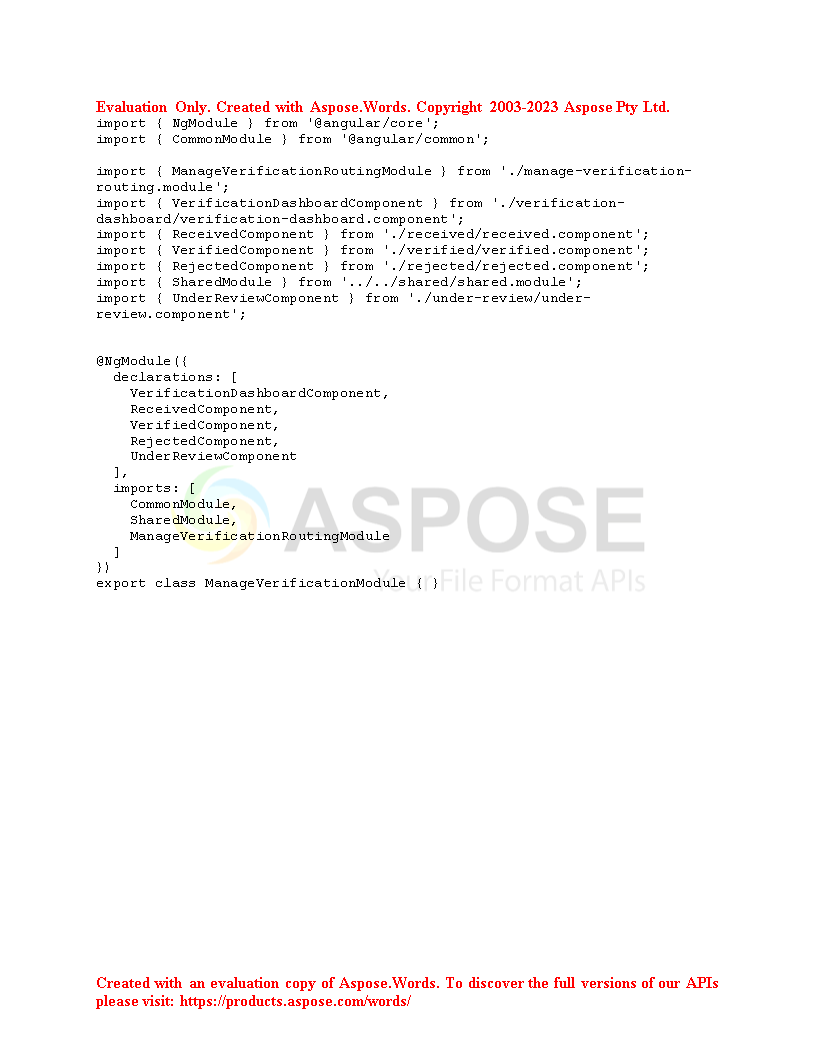 Evaluation Only. Created with Aspose.Words. Copyright 2003-2023 Aspose Pty Ltd.
import { NgModule } from '@angular/core';
import { CommonModule } from '@angular/common';
import { ManageVerificationRoutingModule } from './manage-verification-
routing.module';
import { VerificationDashboardComponent } from './verification-
dashboard/verification-dashboard.component';
import { ReceivedComponent } from './received/received.component';
import { VerifiedComponent } from './verified/verified.component';
import { RejectedComponent } from './rejected/rejected.component';
import { SharedModule } from '../../shared/shared.module';
import { UnderReviewComponent } from './under-review/under-
review.component';
@NgModule({
  declarations: [
    VerificationDashboardComponent,
    ReceivedComponent,
    VerifiedComponent,
    RejectedComponent,
    UnderReviewComponent
  ],
  imports: [
    CommonModule,
    SharedModule,
    ManageVerificationRoutingModule
  ]
})
export class ManageVerificationModule { }
ASPOSE
Your File Format APIs
Created with an evaluation copy of Aspose.Words. To discover the full versions of our APIs
please visit: https://products.aspose.com/words/